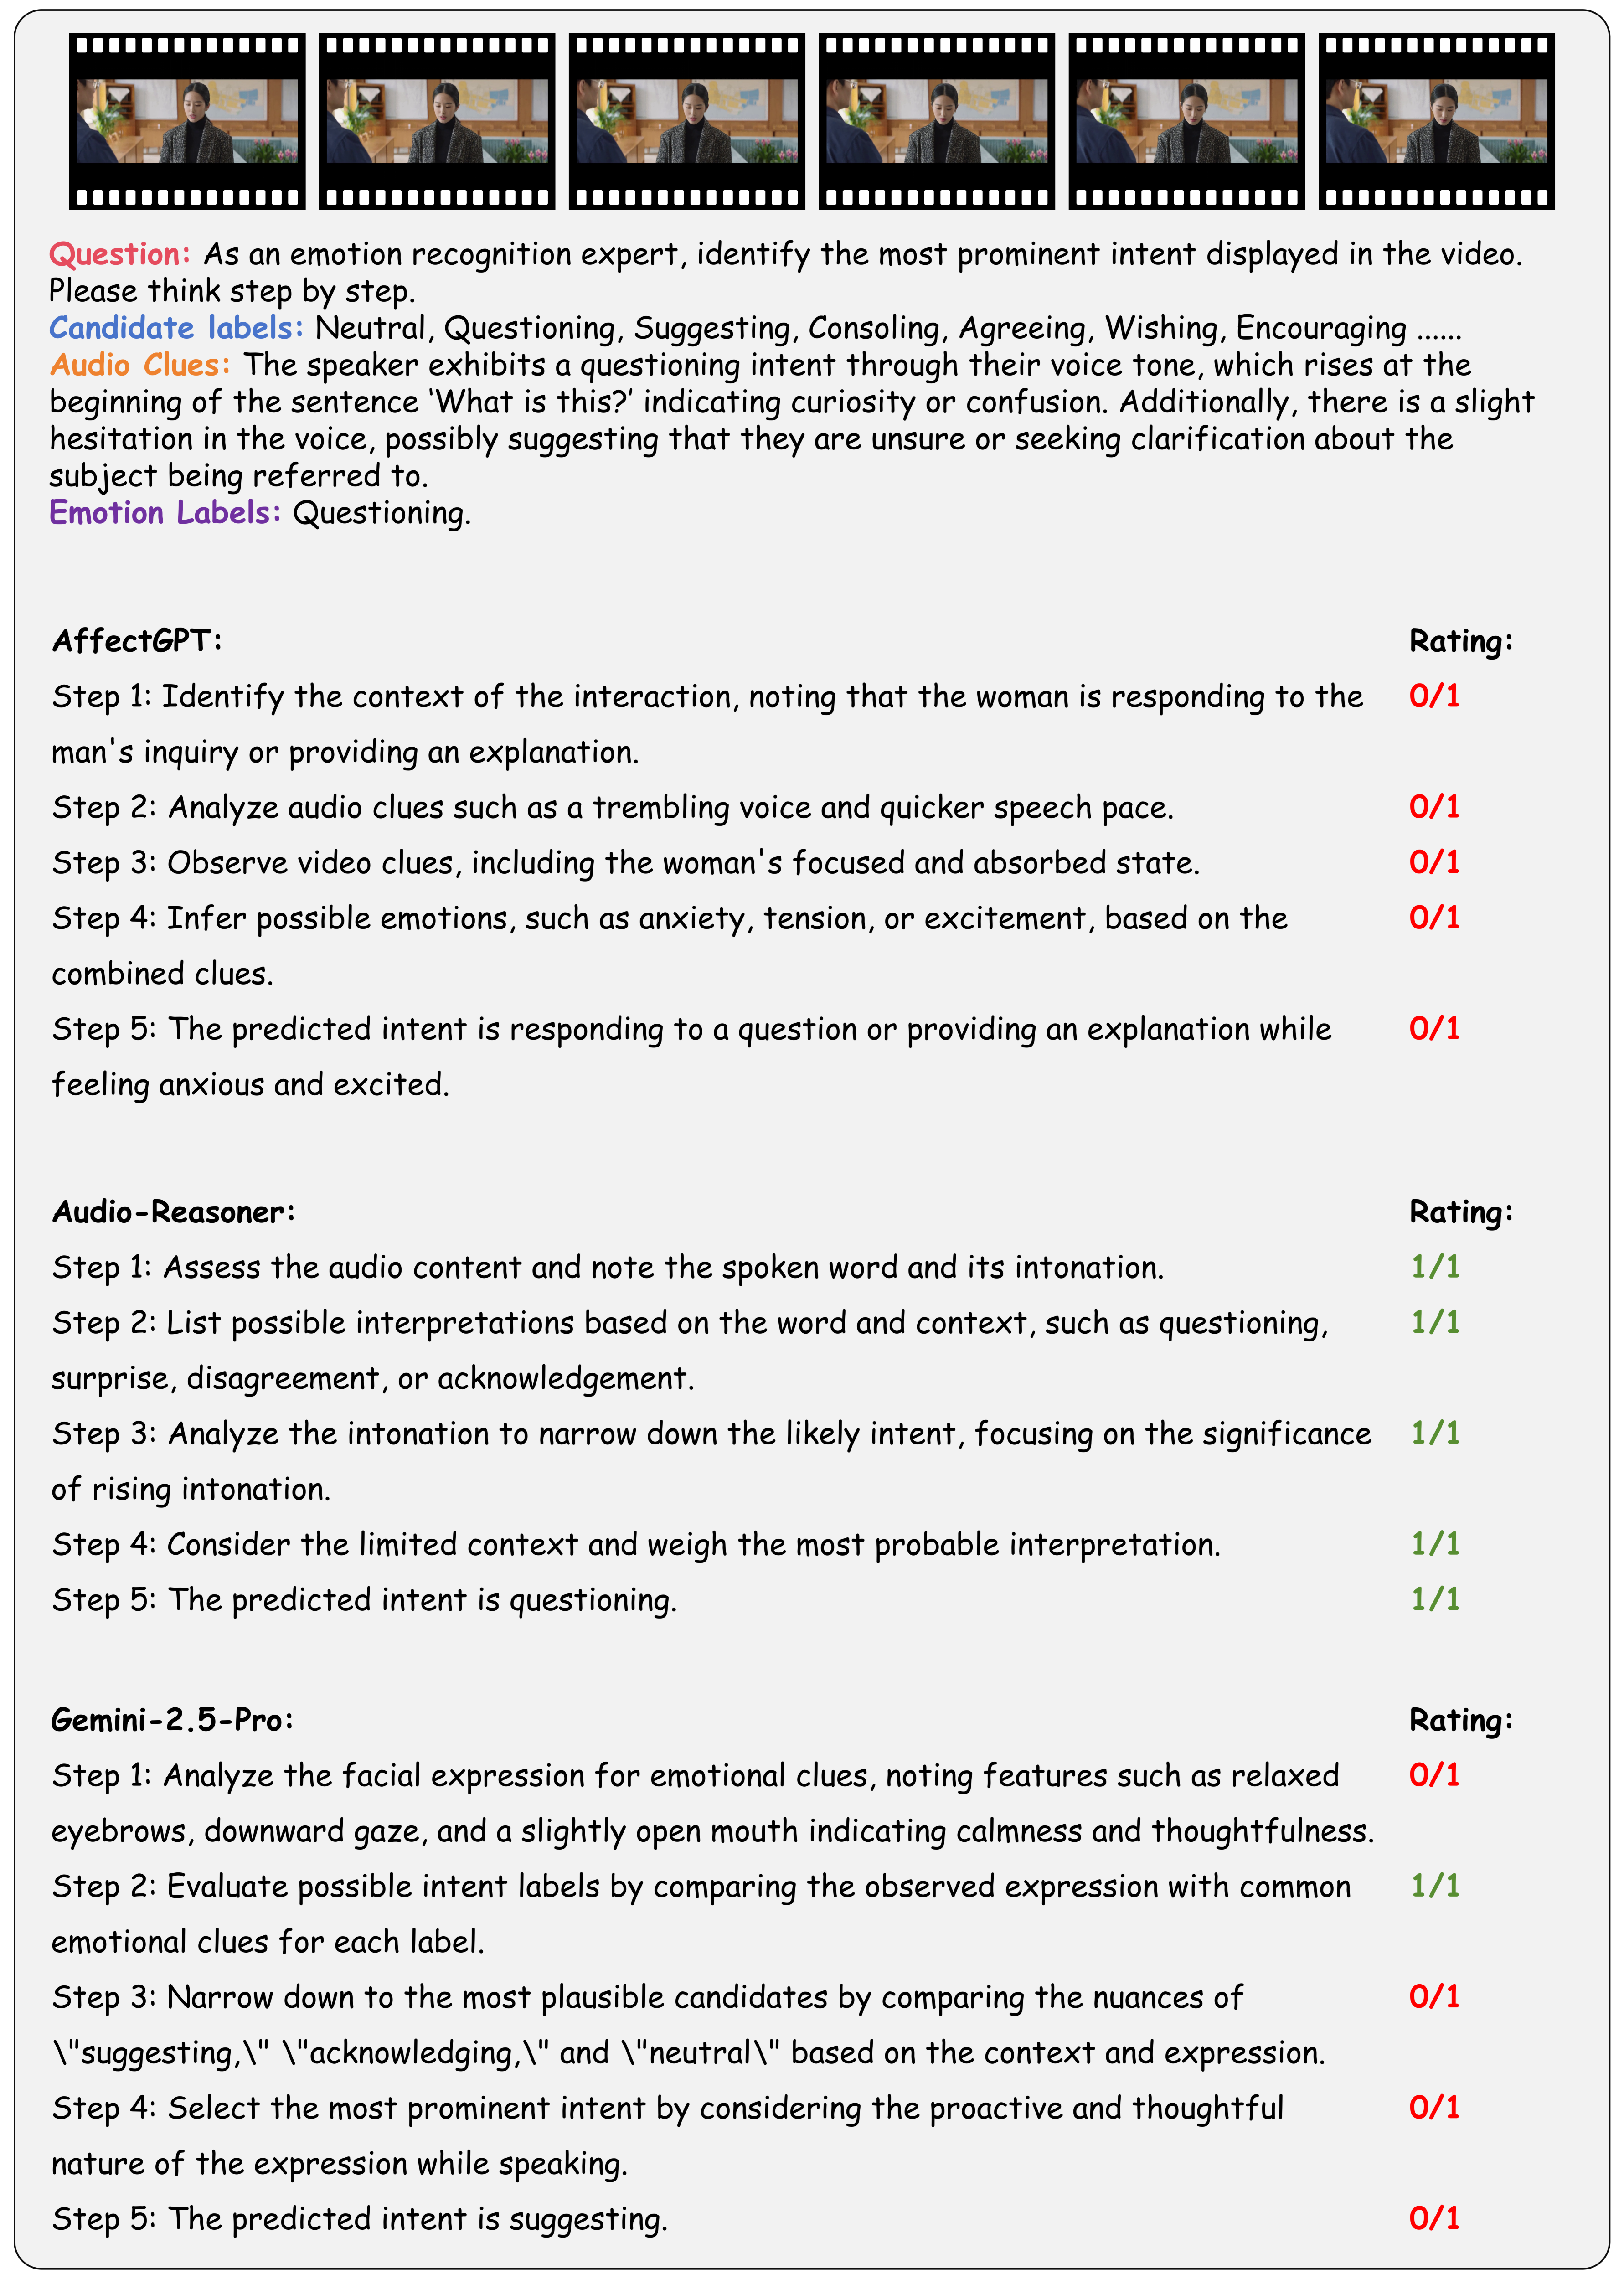 Question: As an emotion recognition expert, identify the most prominent intent displayed in the video.
Please think step by step.
Candidate labels: Neutral, Questioning, Suggesting, Consoling, Agreeing, Wishing, Encouraging ......
Audio Clues: The speaker exhibits a questioning intent through their voice tone, which rises at the
beginning of the sentence ‘What is this?’ indicating curiosity or confusion. Additionally, there is a slight
hesitation in the voice, possibly suggesting that they are unsure or seeking clarification about the
subject being referred to.
Emotion Labels: Questioning.
AffectGPT: Rating:
Step 1: Identify the context of the interaction, noting that the woman is responding to the 0/1
man's inquiry or providing an explanation.
Step 2: Analyze audio clues such as a trembling voice and quicker speech pace. 0/1
Step 3: Observe video clues, including the woman's focused and absorbed state. 0/1
Step 4: Infer possible emotions, such as anxiety, tension, or excitement, based on the 0/1
combined clues.
Step 5: The predicted intent is responding to a question or providing an explanation while 0/1
feeling anxious and excited.
Audio-Reasoner: Rating:
Step 1: Assess the audio content and note the spoken word and its intonation. 1/1
Step 2: List possible interpretations based on the word and context, such as questioning, 1/1
surprise, disagreement, or acknowledgement.
Step 3: Analyze the intonation to narrow down the likely intent, focusing on the significance 1/1
of rising intonation.
Step 4: Consider the limited context and weigh the most probable interpretation. 1/1
Step 5: The predicted intent is questioning. 1/1
Gemini-2.5-Pro: Rating:
Step 1: Analyze the facial expression for emotional clues, noting features such as relaxed 0/1
eyebrows, downward gaze, and a slightly open mouth indicating calmness and thoughtfulness.
Step 2: Evaluate possible intent labels by comparing the observed expression with common 1/1
emotional clues for each label.
Step 3: Narrow down to the most plausible candidates by comparing the nuances of 0/1
\"suggesting,\" \"acknowledging,\" and \"neutral\" based on the context and expression.
Step 4: Select the most prominent intent by considering the proactive and thoughtful 0/1
nature of the expression while speaking.
Step 5: The predicted intent is suggesting. 0/1